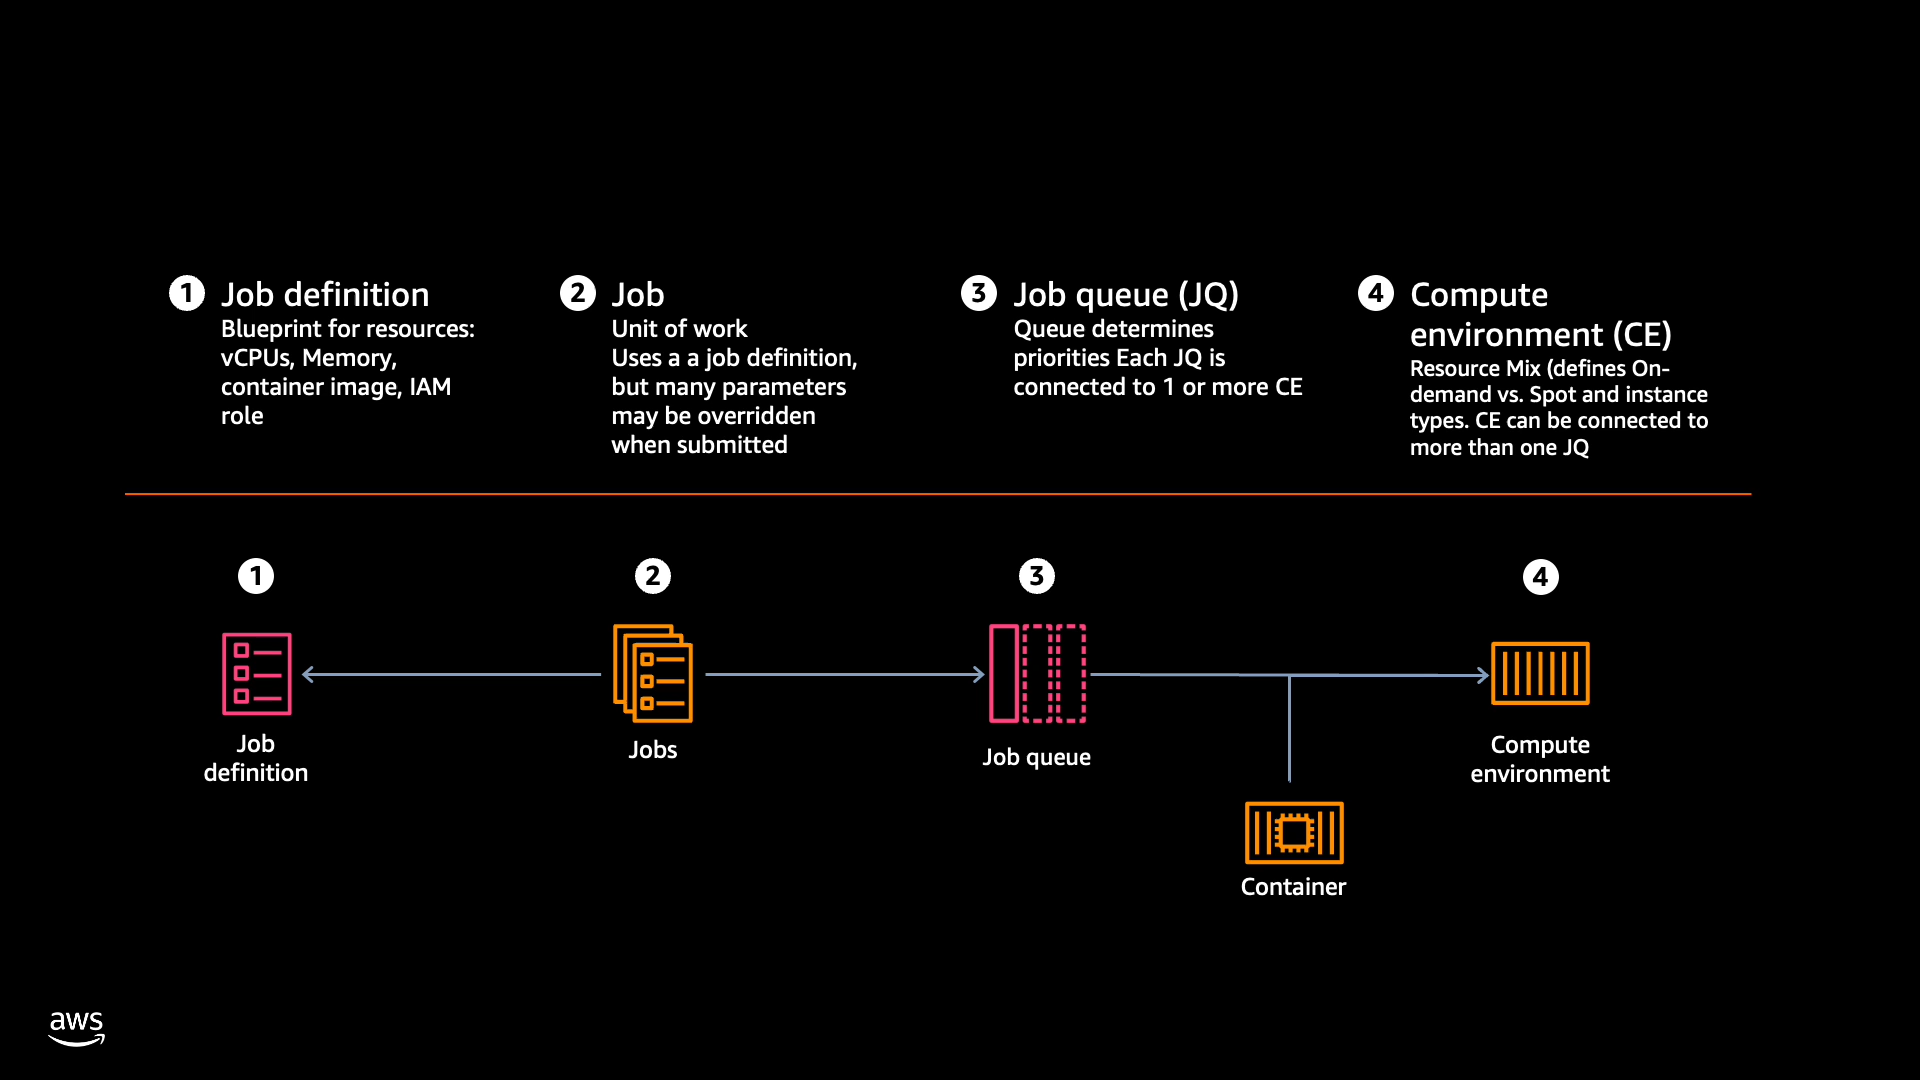 1 Job definition
Blueprint for resources:
vCPUs, Memory,
container image, IAM
role
2 Job
Unit of work
Uses a a job definition,
but many parameters
may be overridden
when submitted
3 Job queue (JQ)
Queue determines
priorities Each JQ is
connected to 1 or more CE
4 Compute
environment (CE)
Resource Mix (defines On-
demand vs. Spot and instance
types. CE can be connected to
more than one JQ
1
2
3
4
Job
definition
Jobs
Job queue
Compute
environment
Container
aws